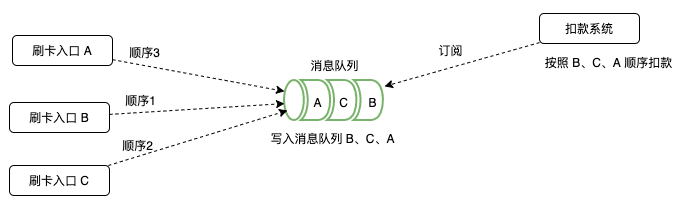 扣款系统
刷卡入口 A
顺序3
订阅
消息队列
按照 B、C、A 顺序扣款
顺序1
A
C
B
刷卡入口 B
写入消息队列 B、C、A
顺序2
刷卡入口 C